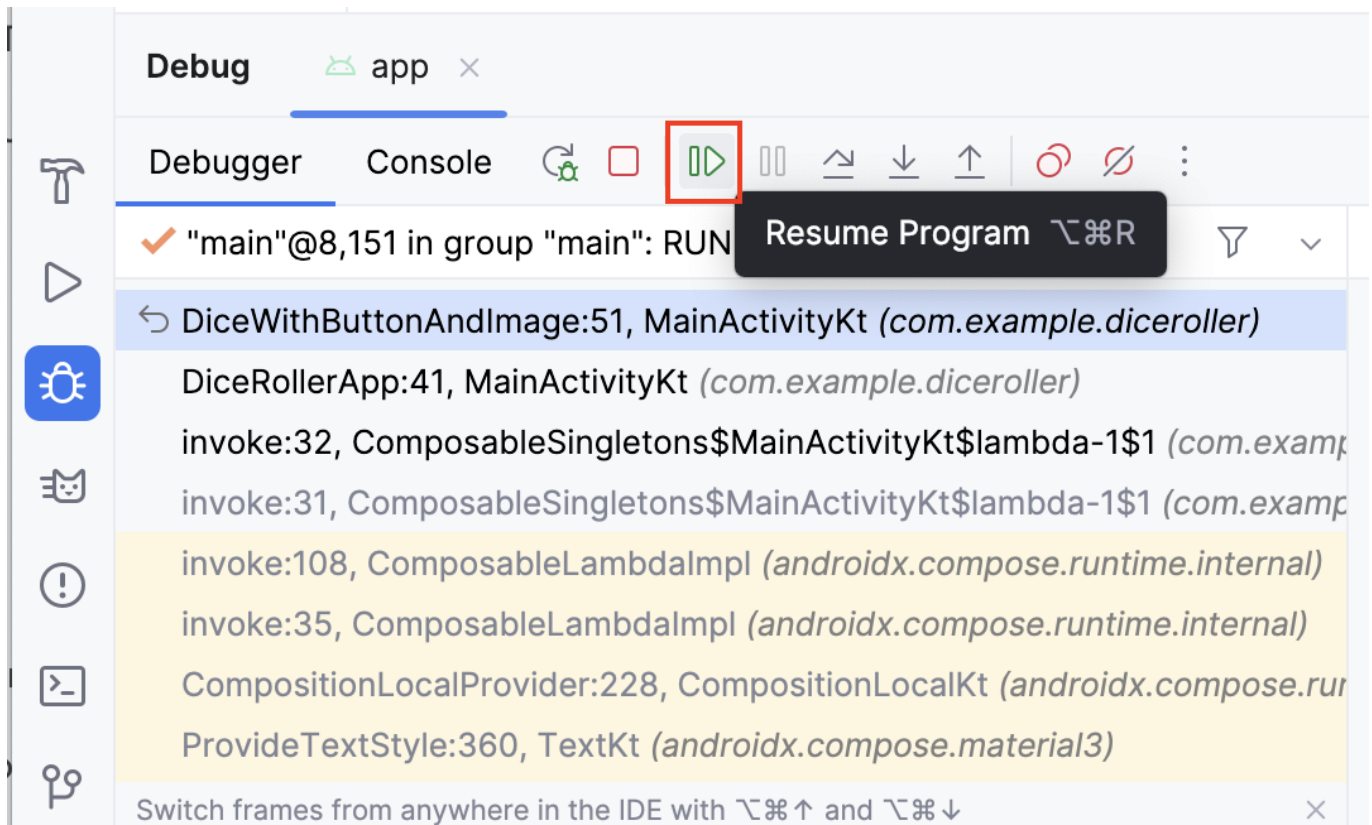 Debug app
Debugger Console
"main"@8,151 in group "main": RUN
Resume Program ⌥⌘R
DiceWithButtonAndImage:51, MainActivityKt (com.example.diceroller)
DiceRollerApp:41, MainActivityKt (com.example.diceroller)
invoke:32, ComposableSingletons$MainActivityKt$lambda-1$1 (com.examp
invoke:31, ComposableSingletons$MainActivityKt$lambda-1$1 (com.examp
invoke:108, ComposableLambdaImpl (androidx.compose.runtime.internal)
invoke:35, ComposableLambdaImpl (androidx.compose.runtime.internal)
CompositionLocalProvider:228, CompositionLocalKt (androidx.compose.rur
ProvideTextStyle:360, TextKt (androidx.compose.material3)
Switch frames from anywhere in the IDE with ⌥⌘↑ and ⌥⌘↓